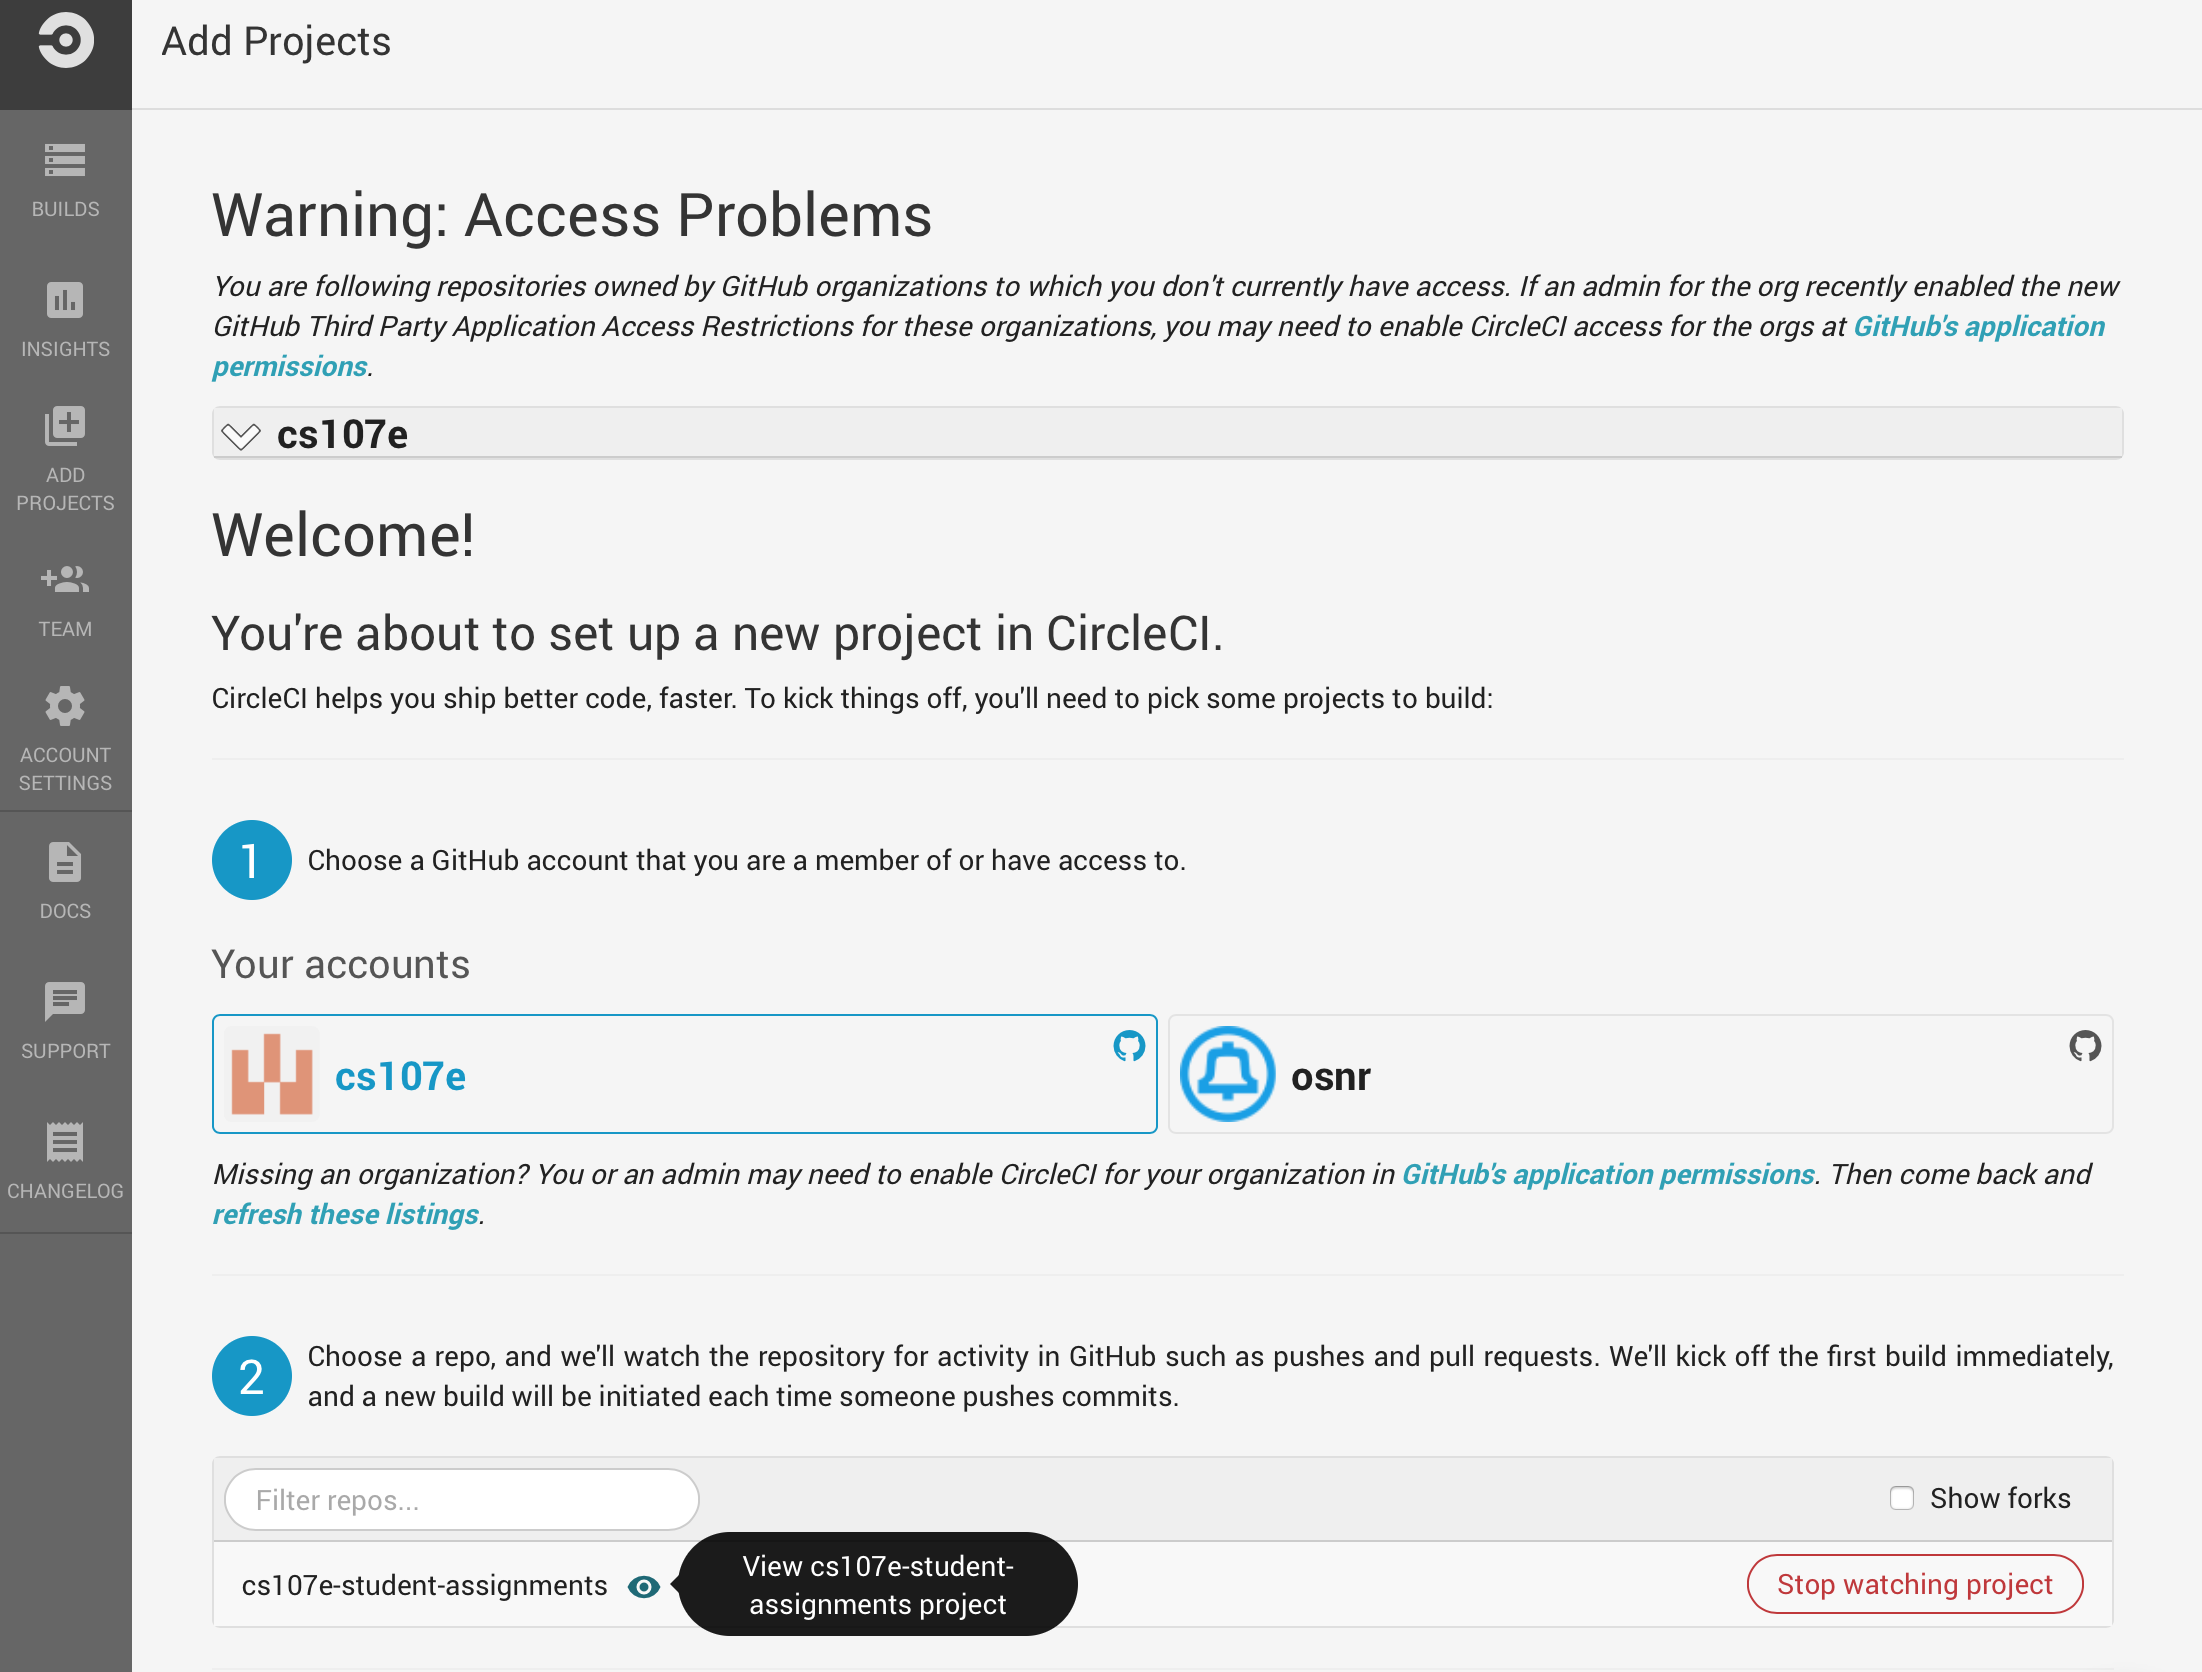 Add Projects
BUILDS
INSIGHTS
ADD
PROJECTS
TEAM
ACCOUNT
SETTINGS
DOCS
SUPPORT
CHANGELOG
Warning: Access Problems
You are following repositories owned by GitHub organizations to which you don't currently have access. If an admin for the org recently enabled the new
GitHub Third Party Application Access Restrictions for these organizations, you may need to enable CircleCI access for the orgs at GitHub's application
permissions.
cs107e
Welcome!
You're about to set up a new project in CircleCI.
CircleCI helps you ship better code, faster. To kick things off, you'll need to pick some projects to build:
1
Choose a GitHub account that you are a member of or have access to.
Your accounts
cs107e
osnr
Missing an organization? You or an admin may need to enable CircleCI for your organization in GitHub's application permissions. Then come back and
refresh these listings.
2
Choose a repo, and we'll watch the repository for activity in GitHub such as pushes and pull requests. We'll kick off the first build immediately,
and a new build will be initiated each time someone pushes commits.
Filter repos...
Show forks
cs107e-student-assignments
View cs107e-student-
assignments project
Stop watching project